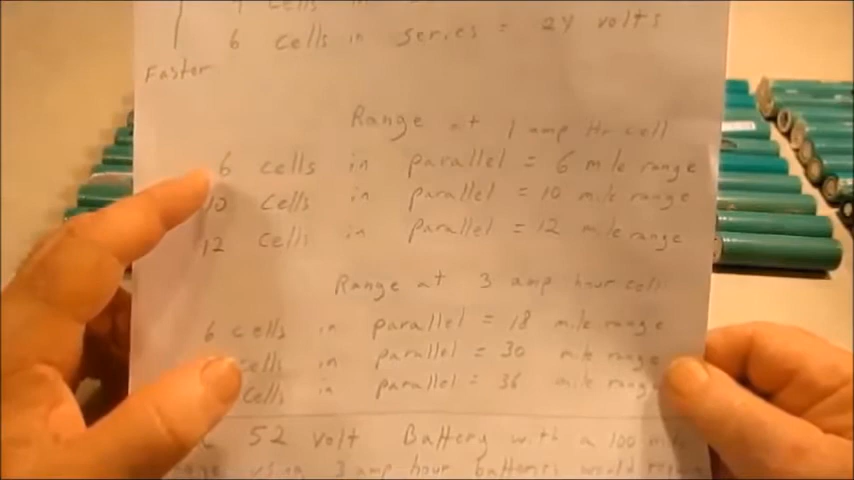 cells in
6 cells in series = 24 volts
Faster
Range at 1 amp Hr cell
6 cells in parallel = 6 mile range
10 cells in parallel = 10 mile range
12 cells in parallel = 12 mile range
Range at 3 amp hour cell
6 cells in parallel = 18 mile range
cells in parallel = 30 mile range
cells in parallel = 36 mile range
52 volt Battery with a 100
using 3 amp hour batteries would